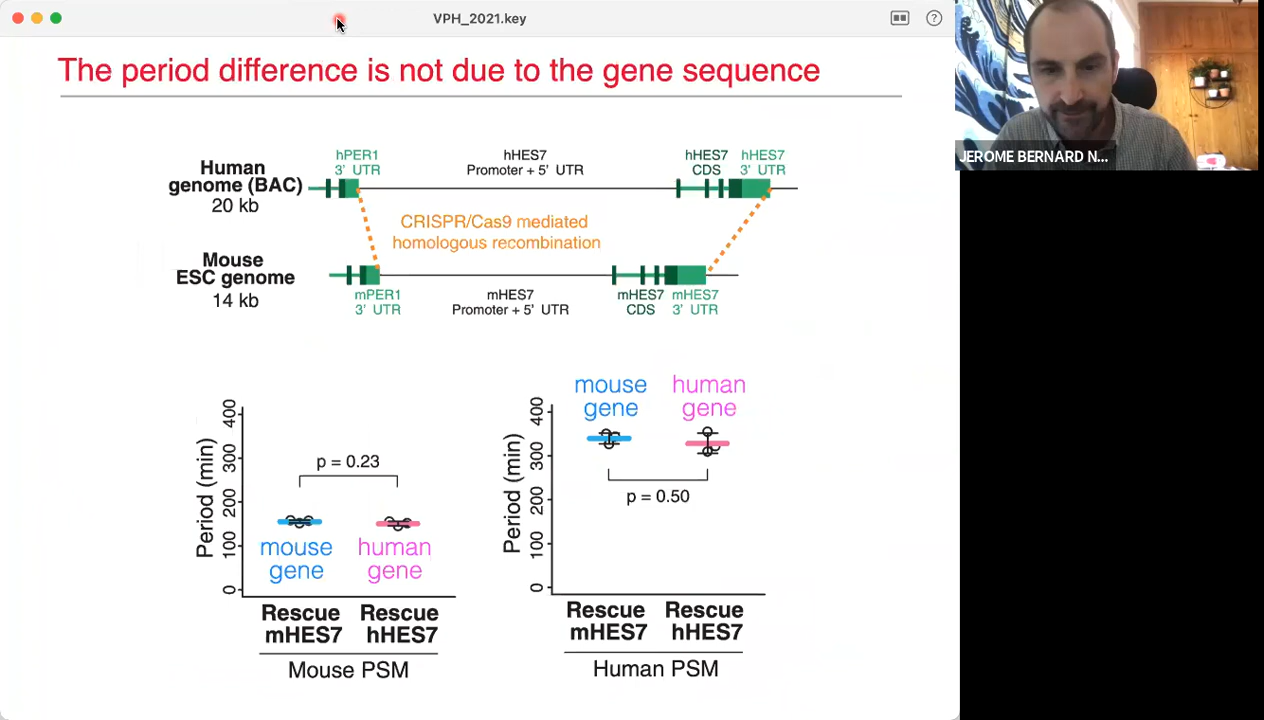 VPH_2021.key
?
The period difference is not due to the gene sequence
JEROME BERNARD N...
Human
genome (BAC)
20 kb
hPER1
3' UTR
hHES7
Promoter + 5' UTR
hHES7
CDS
hHES7
3' UTR
CRISPR/Cas9 mediated
homologous recombination
Mouse
ESC genome
14 kb
mPER1
3' UTR
mHES7
Promoter + 5' UTR
mHES7
CDS
mHES7
3' UTR
Period (min)
0
100
200
300
400
p = 0.23
mouse
gene
human
gene
Rescue
mHES7
Rescue
hHES7
Mouse PSM
Period (min)
0
100
200
300
400
mouse
gene
human
gene
p = 0.50
Rescue
mHES7
Rescue
hHES7
Human PSM